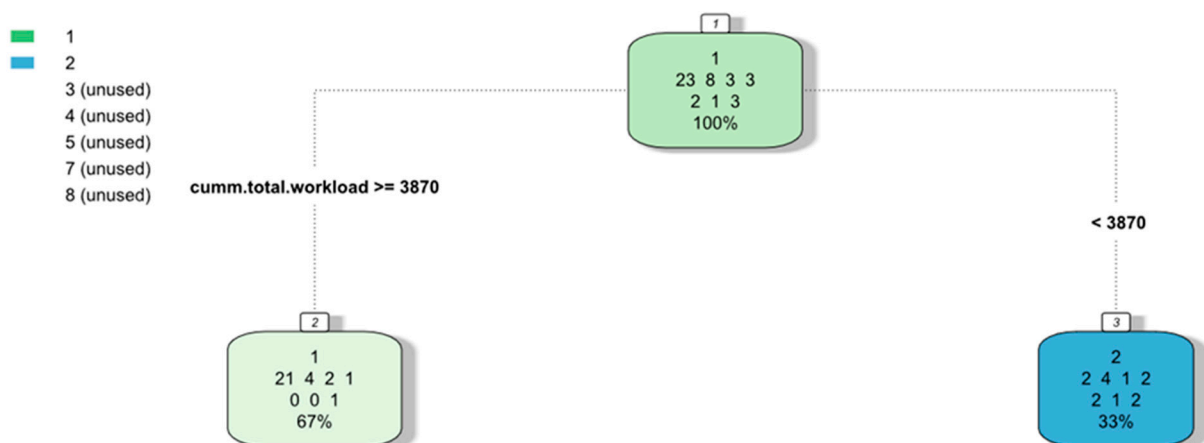 1
2
3 (unused)
4 (unused)
5 (unused)
7 (unused)
8 (unused)
1
1
23 8 3 3
2 1 3
100%
cumm.total.workload >= 3870
< 3870
2
1
21 4 2 1
0 0 1
67%
3
2
2 4 1 2
2 1 2
33%